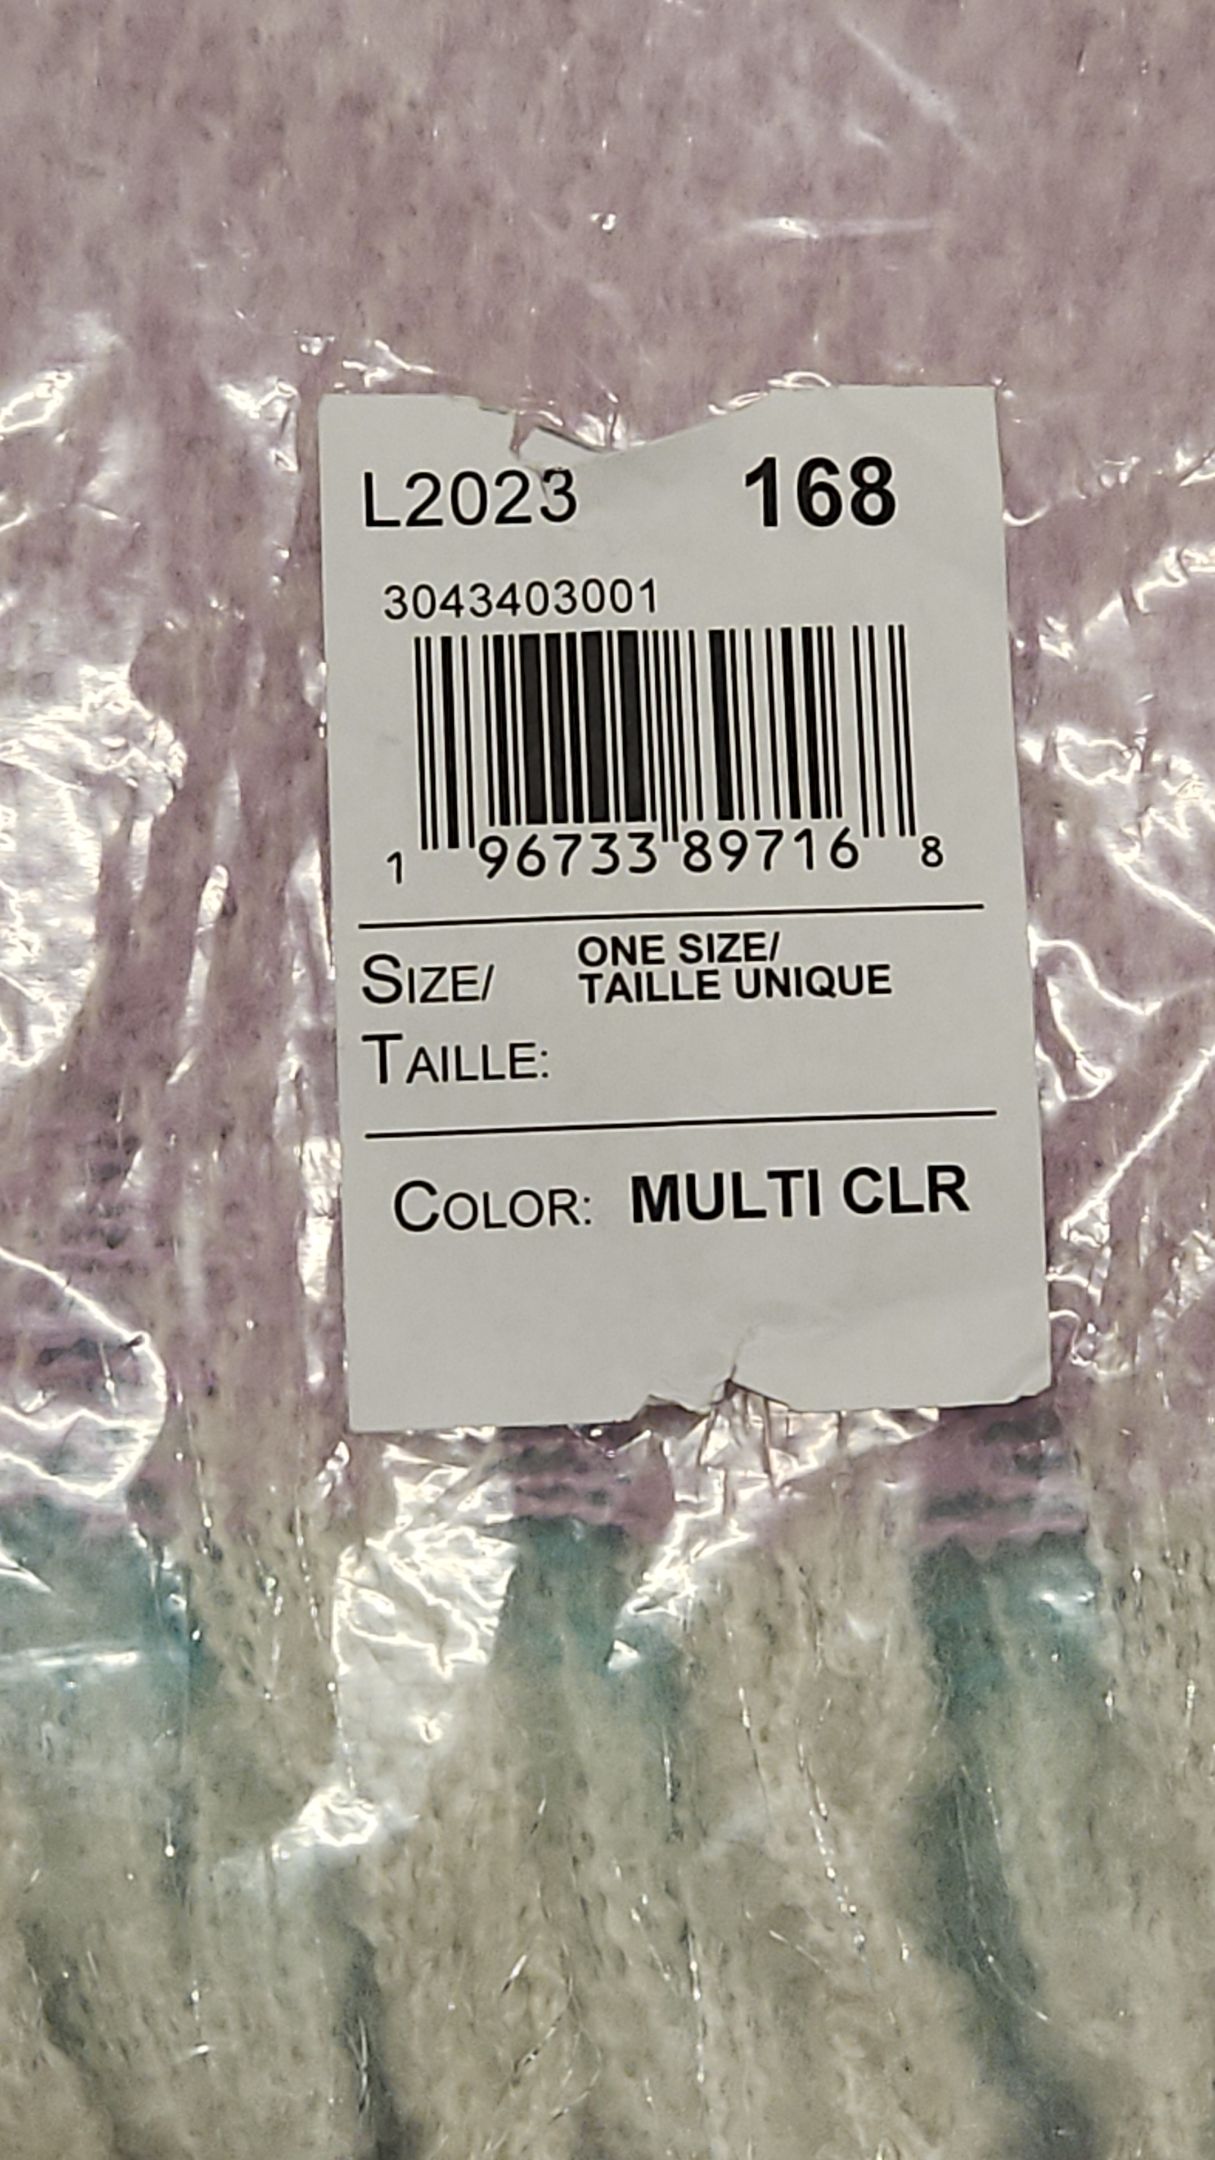 L2023 168
3043403001
1 96733 89716 8
SIZE/ ONE SIZE/
TAILLE UNIQUE
TAILLE:
COLOR: MULTI CLR